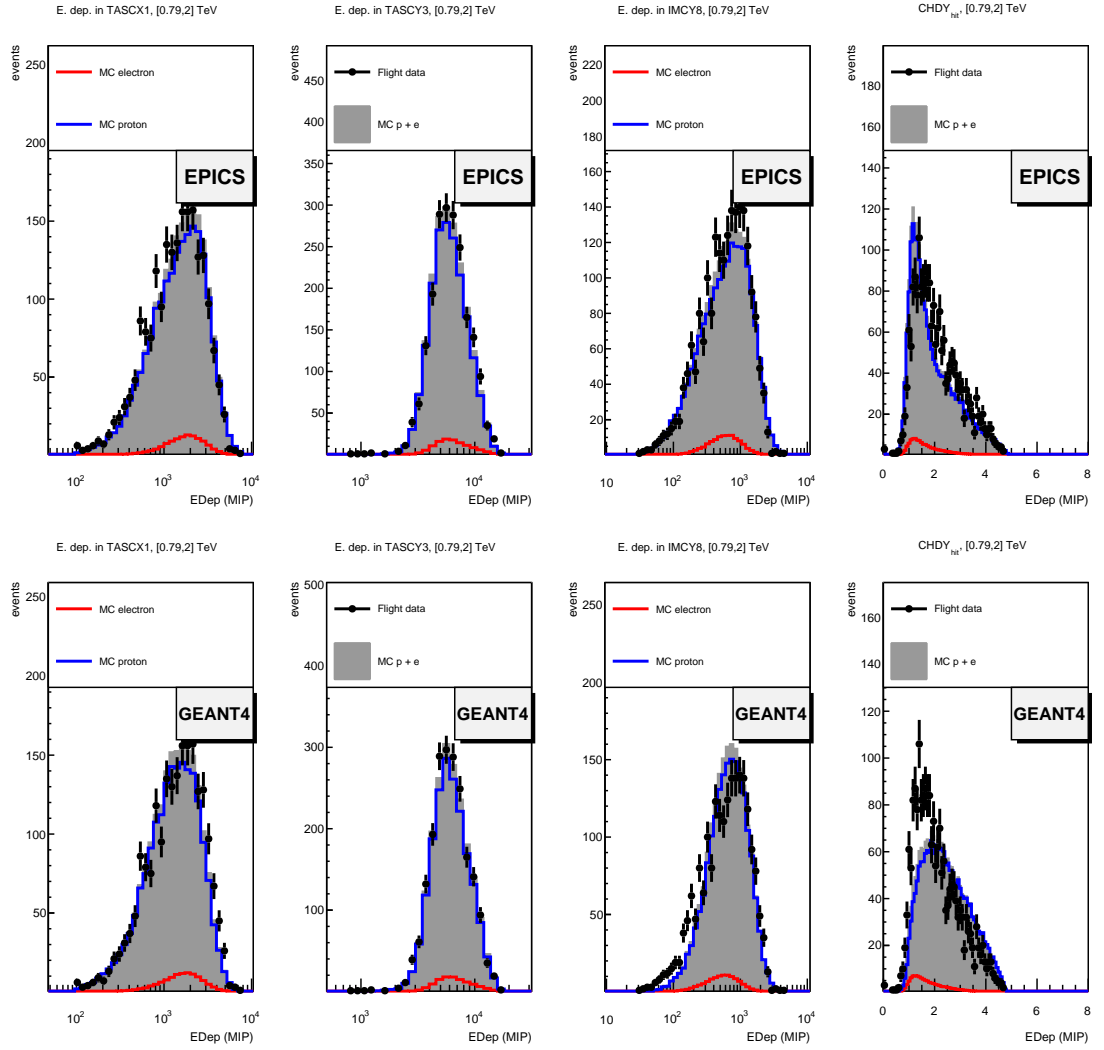 E. dep. in TASCX1, [0.79,2] TeV
events
250
200
150
100
50
MC electron
MC proton
EPICS
10² 10³ 10⁴
EDep (MIP)
E. dep. in TASCY3, [0.79,2] TeV
450
400
350
300
250
200
150
100
50
0
Flight data
MC p + e
EPICS
10³ 10⁴
EDep (MIP)
E. dep. in IMCY8, [0.79,2] TeV
events
220
200
180
160
140
120
100
80
60
40
20
0
MC electron
MC proton
EPICS
10 10² 10³ 10⁴
EDep (MIP)
CHDY_hit, [0.79,2] TeV
180
160
140
120
100
80
60
40
20
0
Flight data
MC p + e
EPICS
0 2 4 6 8
EDep (MIP)
E. dep. in TASCX1, [0.79,2] TeV
events
250
200
150
100
50
MC electron
MC proton
GEANT4
10² 10³ 10⁴
EDep (MIP)
E. dep. in TASCY3, [0.79,2] TeV
events
500
400
300
200
100
Flight data
MC p + e
GEANT4
10³ 10⁴
EDep (MIP)
E. dep. in IMCY8, [0.79,2] TeV
events
250
200
150
100
50
MC electron
MC proton
GEANT4
10 10² 10³ 10⁴
EDep (MIP)
CHDY_hit, [0.79,2] TeV
events
160
140
120
100
80
60
40
20
0
Flight data
MC p + e
GEANT4
0 2 4 6 8
EDep (MIP)